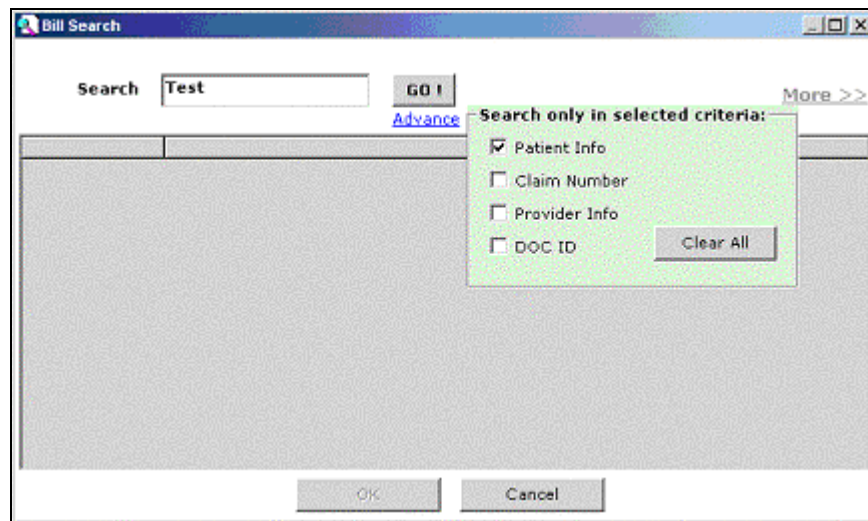 Bill Search
Search Test GO !
More >>
Advance
Search only in selected criteria:
Patient Info
Claim Number
Provider Info
DOC ID
Clear All
OK Cancel